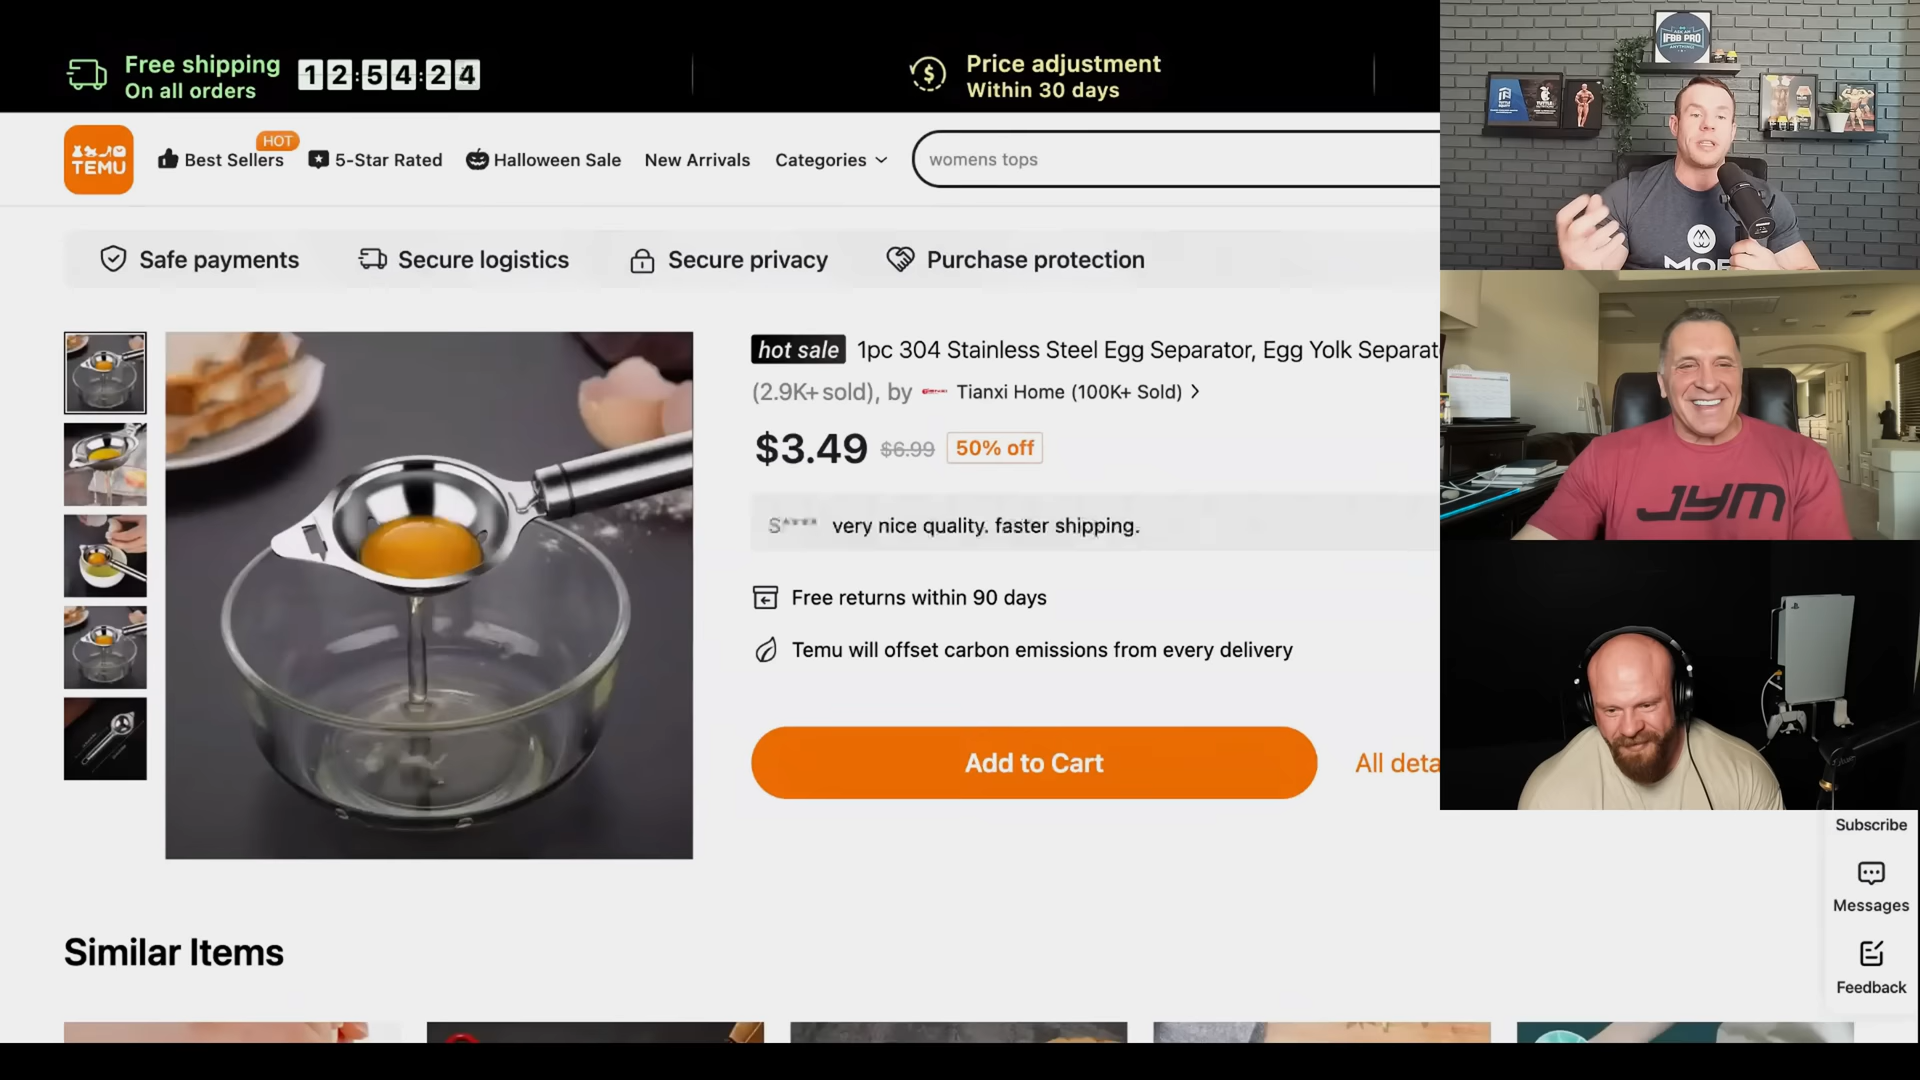 Free shipping
On all orders
12:54:24
Price adjustment
Within 30 days
TEMU
Best Sellers
HOT
5-Star Rated
Halloween Sale
New Arrivals
Categories
womens tops
Safe payments
Secure logistics
Secure privacy
Purchase protection
hot sale 1pc 304 Stainless Steel Egg Separator, Egg Yolk Separat
(2.9K+ sold), by Tianxi Home (100K+ Sold)
$3.49 $6.99 50% off
S**** very nice quality. faster shipping.
Free returns within 90 days
Temu will offset carbon emissions from every delivery
Add to Cart
All deta
Similar Items
IFBB PRO
JYM
Subscribe
Messages
Feedback